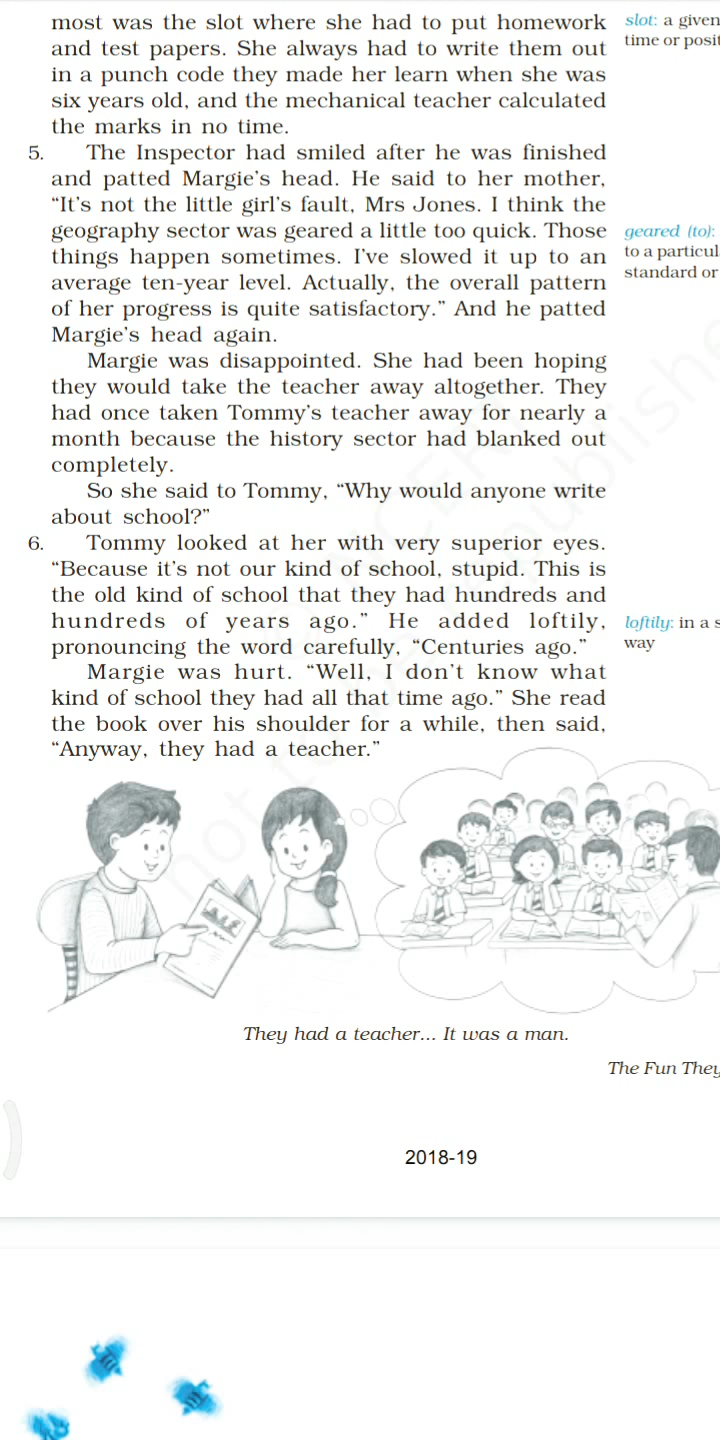 most was the slot where she had to put homework
slot: a given
and test papers. She always had to write them out
time or posit
in a punch code they made her learn when she was
six years old, and the mechanical teacher calculated
the marks in no time.
5. The Inspector had smiled after he was finished
and patted Margie’s head. He said to her mother,
“It’s not the little girl’s fault, Mrs Jones. I think the
geography sector was geared a little too quick. Those
geared (to):
things happen sometimes. I’ve slowed it up to an
to a particul
average ten-year level. Actually, the overall pattern
standard or
of her progress is quite satisfactory.” And he patted
Margie’s head again.
Margie was disappointed. She had been hoping
they would take the teacher away altogether. They
had once taken Tommy’s teacher away for nearly a
month because the history sector had blanked out
completely.
So she said to Tommy, “Why would anyone write
about school?”
6. Tommy looked at her with very superior eyes.
“Because it’s not our kind of school, stupid. This is
the old kind of school that they had hundreds and
hundreds of years ago.” He added loftily,
loftily: in a s
pronouncing the word carefully, “Centuries ago.”
way
Margie was hurt. “Well, I don’t know what
kind of school they had all that time ago.” She read
the book over his shoulder for a while, then said,
“Anyway, they had a teacher.”
They had a teacher... It was a man.
The Fun They
2018-19